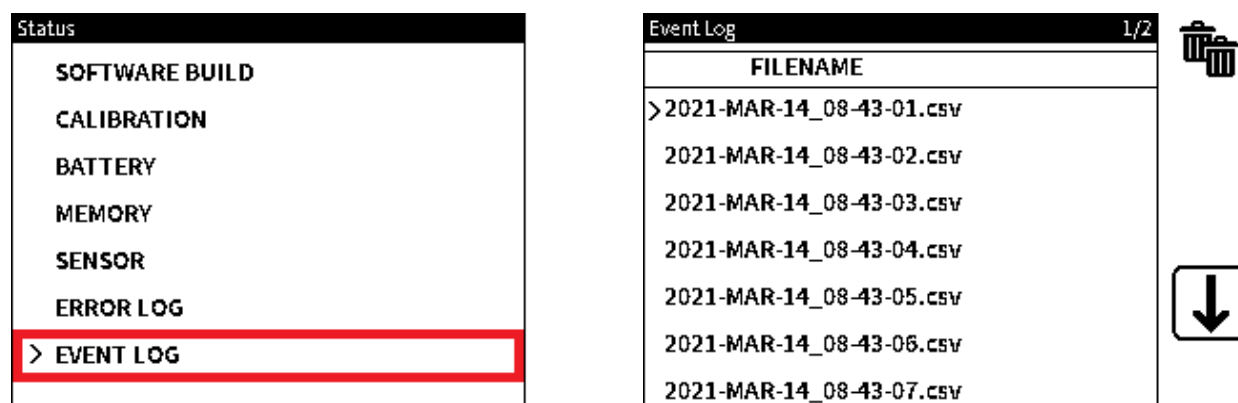 Status
SOFTWARE BUILD
CALIBRATION
BATTERY
MEMORY
SENSOR
ERROR LOG
> EVENT LOG
Event Log 1/2
FILENAME
>2021-MAR-14_08-43-01.csv
2021-MAR-14_08-43-02.csv
2021-MAR-14_08-43-03.csv
2021-MAR-14_08-43-04.csv
2021-MAR-14_08-43-05.csv
2021-MAR-14_08-43-06.csv
2021-MAR-14_08-43-07.csv